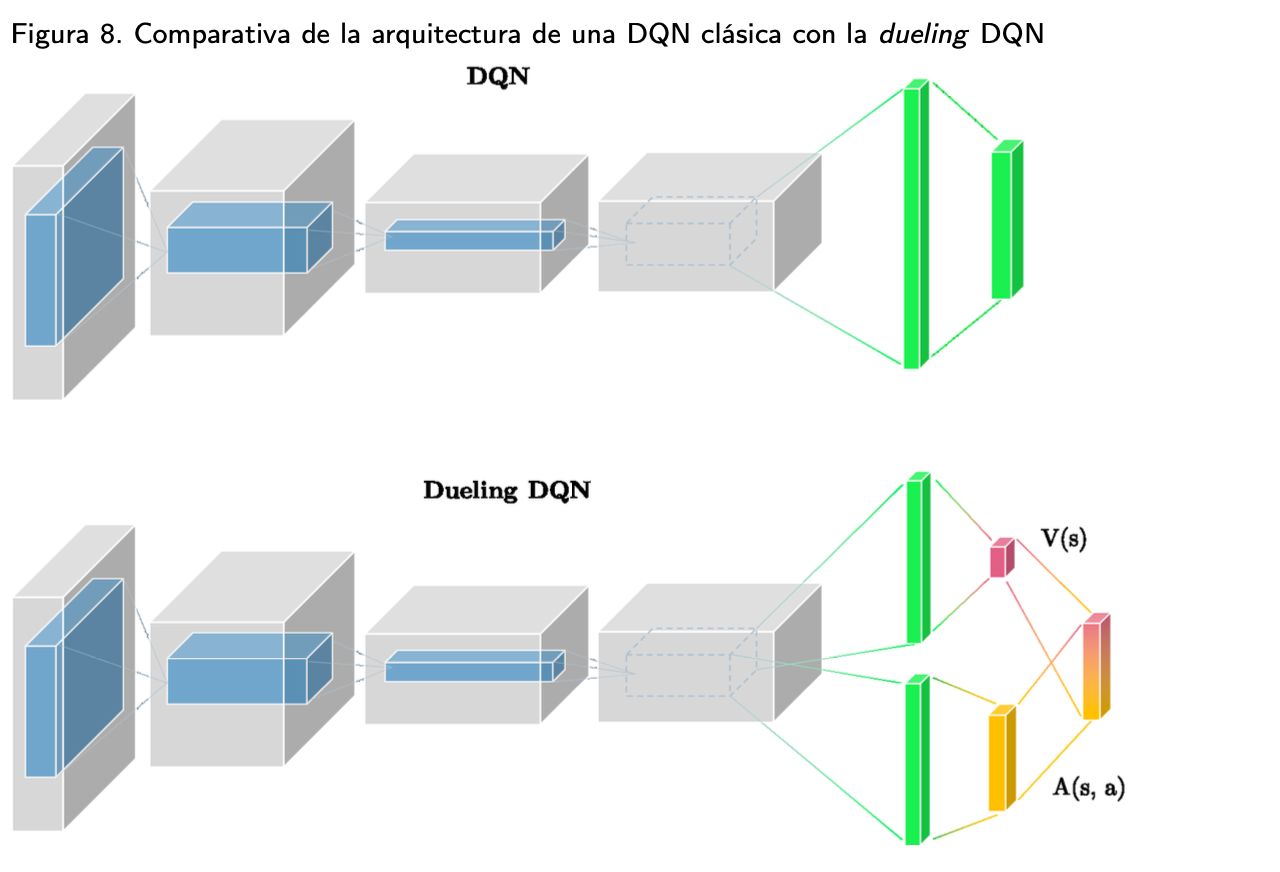 Figura 8. Comparativa de la arquitectura de una DQN clásica con la dueling DQN
DQN
Dueling DQN
V(s)
A(s, a)